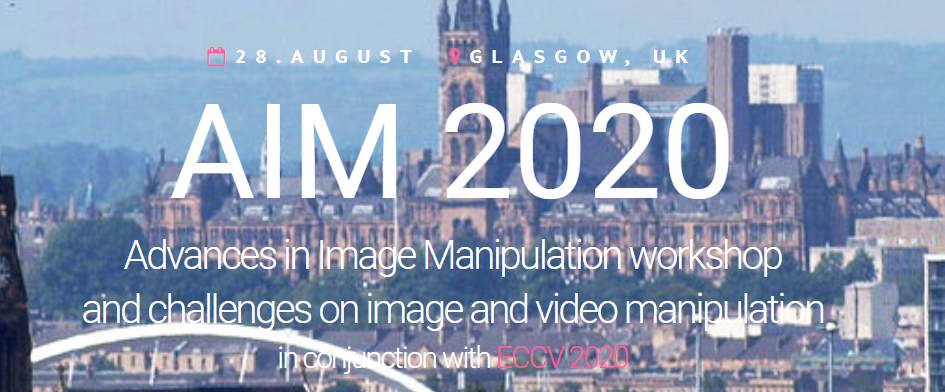 28.AUGUST GLASGOW, UK
AIM 2020
Advances in Image Manipulation workshop
and challenges on image and video manipulation
in conjunction with ECCV 2020